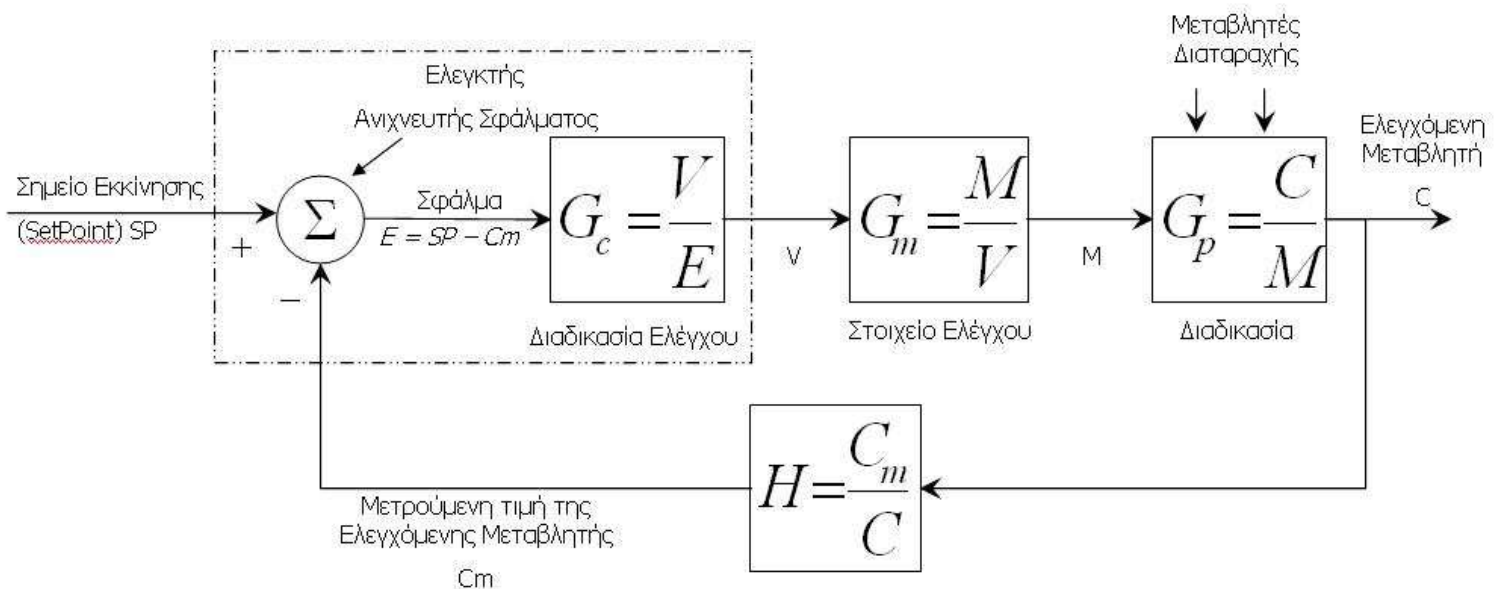 Μεταβλητές
Διαταραχής
Ελεγκτής
Ανιχνευτής Σφάλματος
Ελεγχόμενη
Μεταβλητή
C
Σημείο Εκκίνησης
(SetPoint) SP
+
−
Σ
Σφάλμα
E = SP – Cm
G_c = V/E
V
G_m = M/V
M
G_p = C/M
Διαδικασία Ελέγχου
Στοιχείο Ελέγχου
Διαδικασία
H = C_m/C
Μετρούμενη τιμή της
Ελεγχόμενης Μεταβλητής
Cm